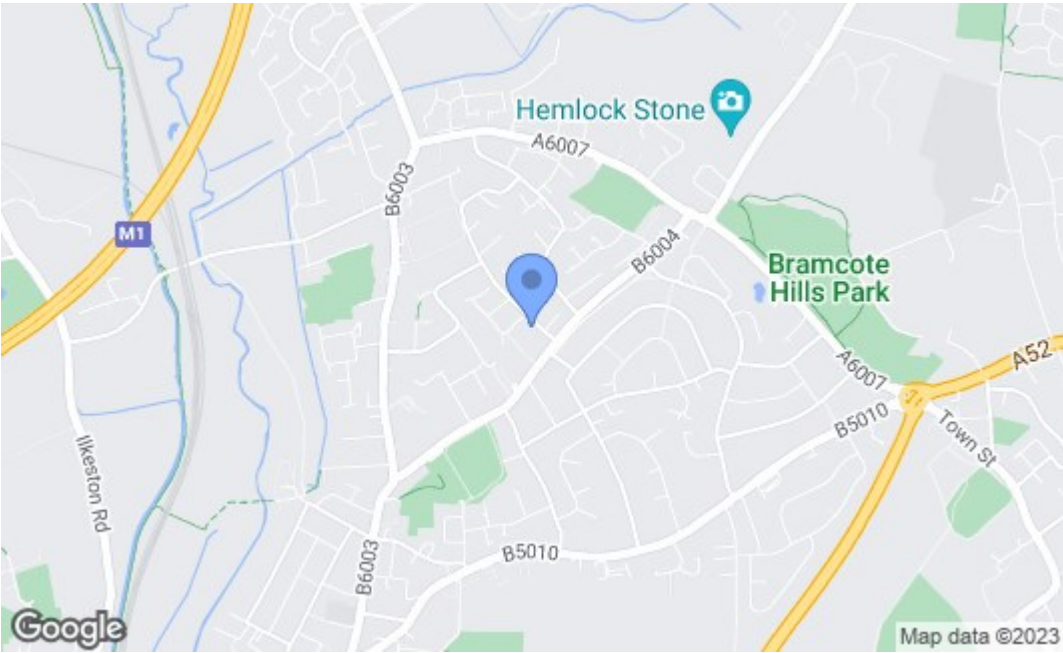 Hemlock Stone
A6007
B6003
M1
B6004
Bramcote
Hills Park
A52
A6007
B5010
Town St
Ilkeston Rd
B6003
B5010
Google
Map data ©2023